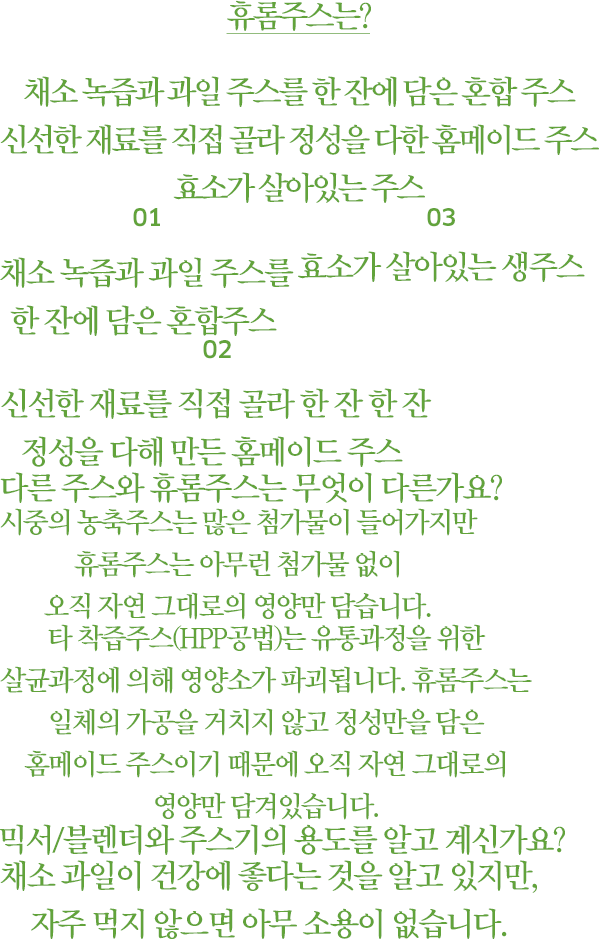 휴롬주스는?
채소 녹즙과 과일 주스를 한 잔에 담은 혼합 주스
신선한 재료를 직접 골라 정성을 다한 홈메이드 주스
효소가 살아있는 주스
01
채소 녹즙과 과일 주스를
한 잔에 담은 혼합주스
03
효소가 살아있는 생주스
02
신선한 재료를 직접 골라 한 잔 한 잔
정성을 다해 만든 홈메이드 주스
다른 주스와 휴롬주스는 무엇이 다른가요?
시중의 농축주스는 많은 첨가물이 들어가지만
휴롬주스는 아무런 첨가물 없이
오직 자연 그대로의 영양만 담습니다.
타 착즙주스(HPP공법)는 유통과정을 위한
살균과정에 의해 영양소가 파괴됩니다. 휴롬주스는
일체의 가공을 거치지 않고 정성만을 담은
홈메이드 주스이기 때문에 오직 자연 그대로의
영양만 담겨있습니다.
믹서/블렌더와 주스기의 용도를 알고 계신가요?
채소 과일이 건강에 좋다는 것을 알고 있지만,
자주 먹지 않으면 아무 소용이 없습니다.